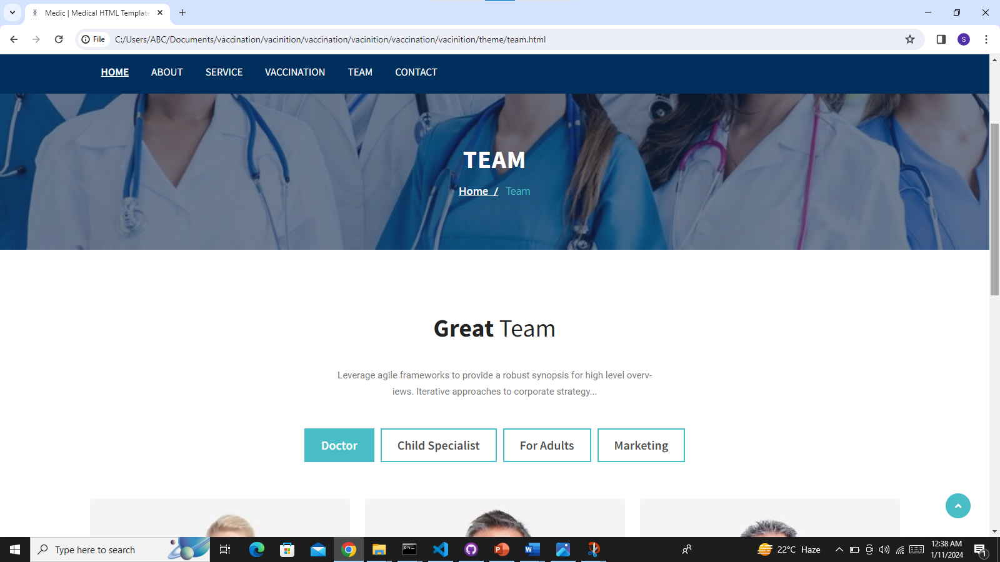 Medic | Medical HTML Template
File
C:/Users/ABC/Documents/vaccination/vacinition/vaccination/vacinition/vaccination/vacinition/theme/team.html
S
HOME ABOUT SERVICE VACCINATION TEAM CONTACT
TEAM
Home / Team
Great Team
Leverage agile frameworks to provide a robust synopsis for high level overv-
iews. Iterative approaches to corporate strategy...
Doctor Child Specialist For Adults Marketing
Type here to search
22°C Haze
12:38 AM
1/11/2024
1